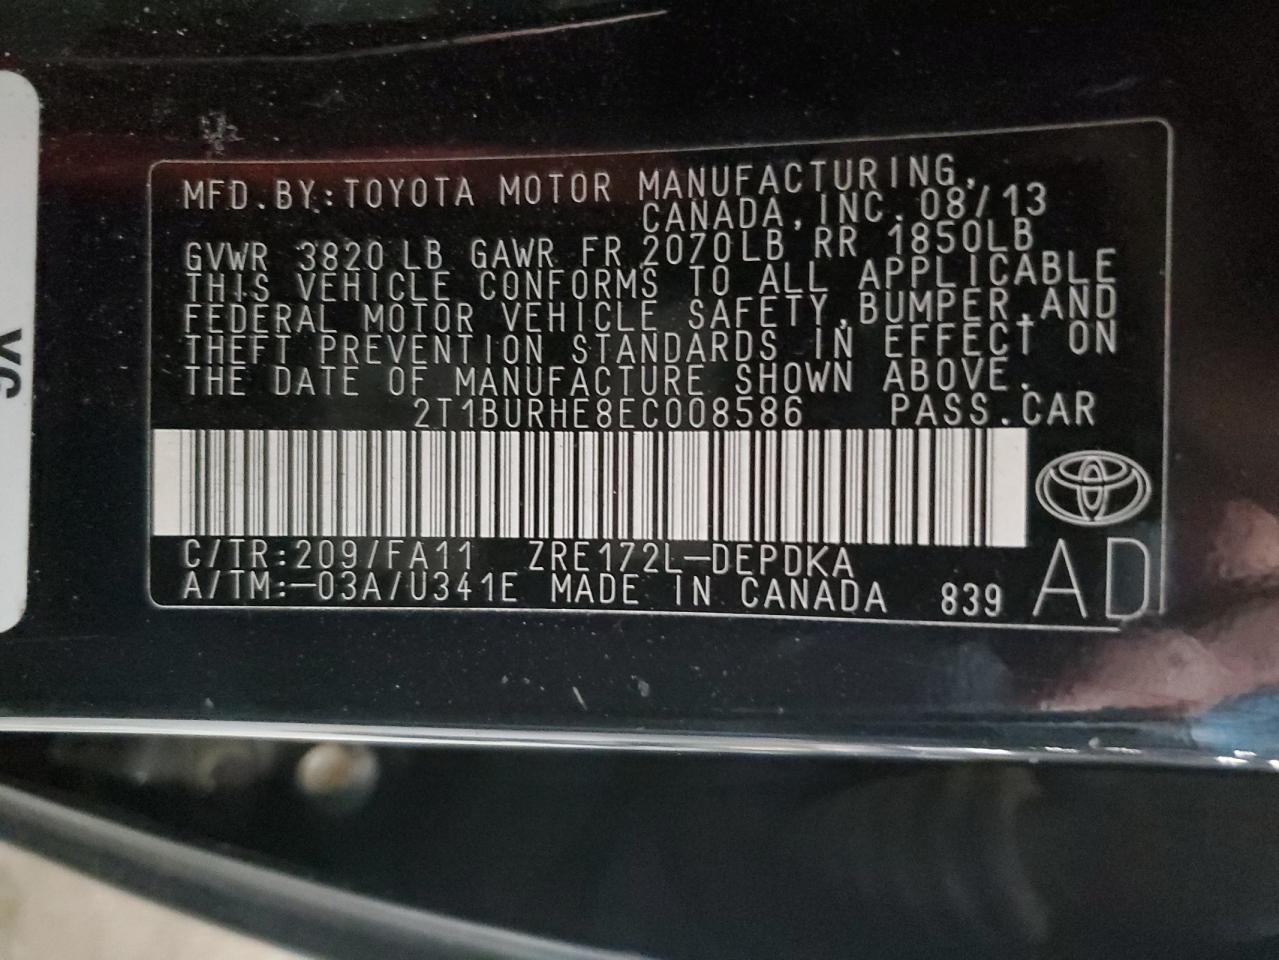 MFD.BY:TOYOTA MOTOR MANUFACTURING,
CANADA,INC.08/13
GVWR 3820LB GAWR FR 2070LB RR 1850LB
THIS VEHICLE CONFORMS TO ALL APPLICABLE
FEDERAL MOTOR VEHICLE SAFETY,BUMPER,AND
THEFT PREVENTION STANDARDS IN EFFECT ON
THE DATE OF MANUFACTURE SHOWN ABOVE.
2T1BURHE8EC008586 PASS.CAR
C/TR:209/FA11 ZRE172L-DEPDKA
A/TM:-03A/U341E MADE IN CANADA 839
AD